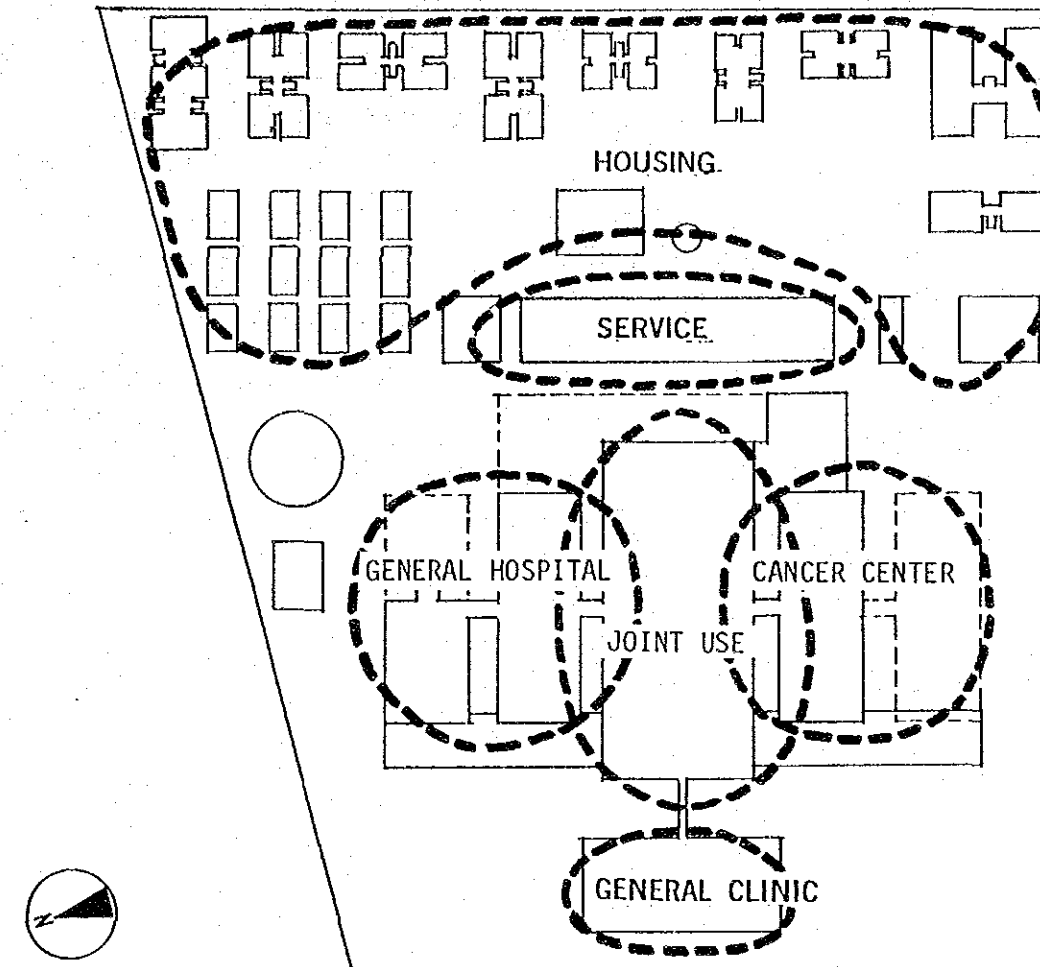 HOUSING.
SERVICE
GENERAL HOSPITAL
CANCER CENTER
JOINT USE
GENERAL CLINIC
N